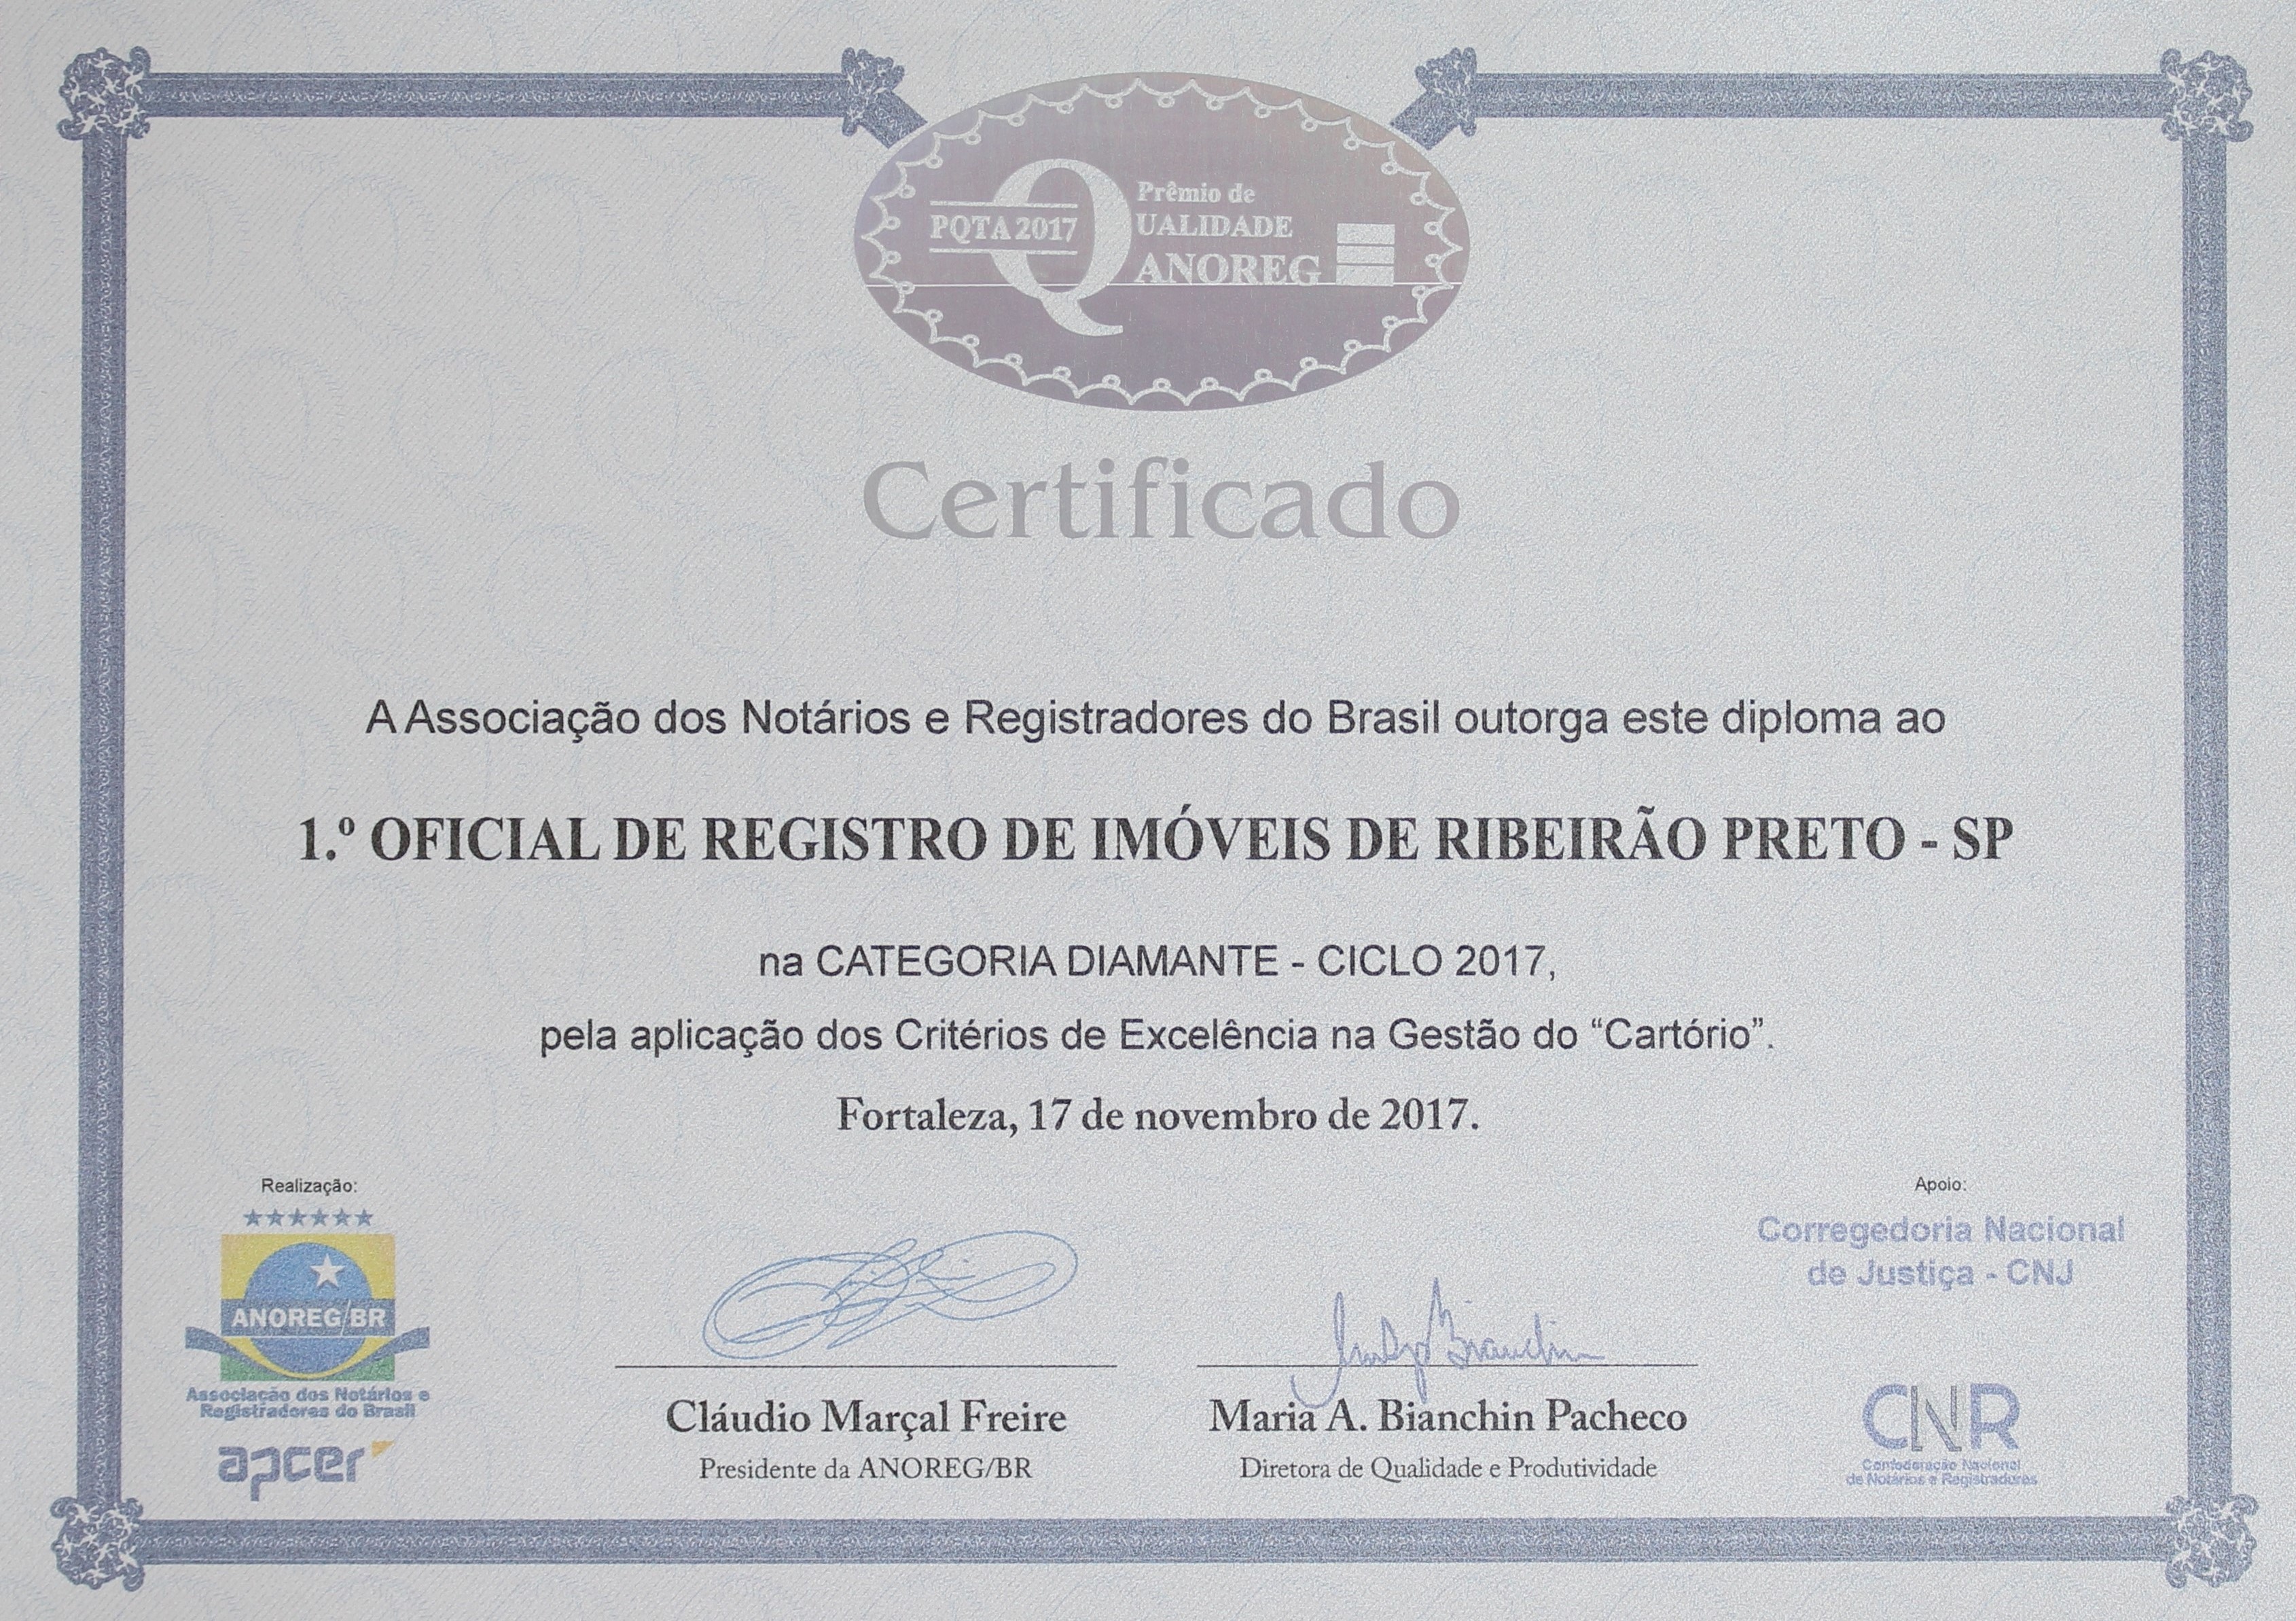 PQTA 2017
Prêmio de
QUALIDADE
ANOREG
Certificado
A Associação dos Notários e Registradores do Brasil outorga este diploma ao
1.º OFICIAL DE REGISTRO DE IMÓVEIS DE RIBEIRÃO PRETO - SP
na CATEGORIA DIAMANTE - CICLO 2017,
pela aplicação dos Critérios de Excelência na Gestão do “Cartório”.
Fortaleza, 17 de novembro de 2017.
Realização:
ANOREG/BR
Associação dos Notários e
Registradores do Brasil
apcer
Cláudio Marçal Freire
Presidente da ANOREG/BR
Maria A. Bianchin Pacheco
Diretora de Qualidade e Produtividade
Apoio:
Corregedoria Nacional
de Justiça - CNJ
CNR
Confederação Nacional
de Notários e Registradores